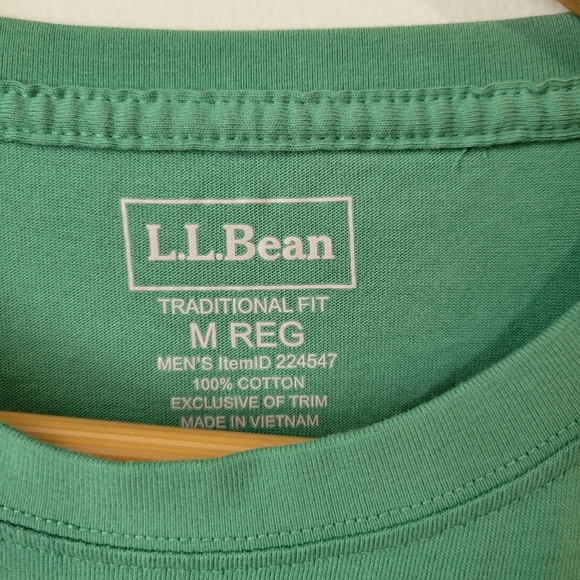 L.L.Bean
TRADITIONAL FIT
M REG
MEN'S ItemID 224547
100% COTTON
EXCLUSIVE OF TRIM
MADE IN VIETNAM